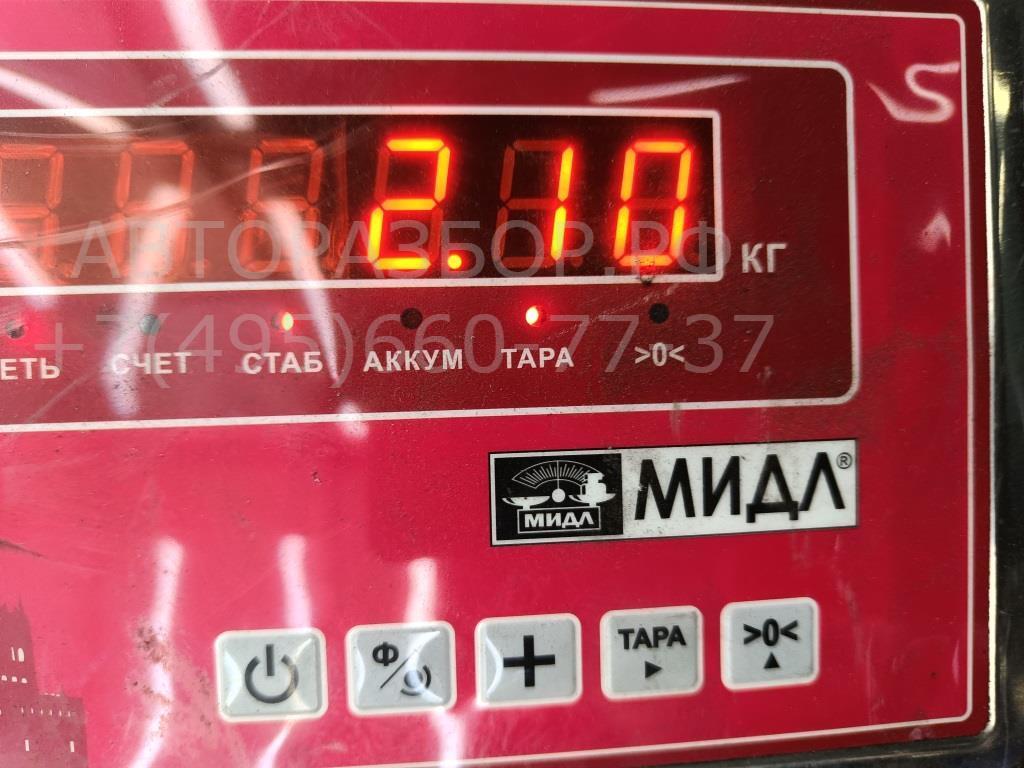 2.10
АВТОРАЗБОР.РФ
КГ
+7(495)660-77-37
ЕТЬ СЧЕТ СТАБ АККУМ ТАРА >0<
МИДЛ МИДЛ®
Ф + ТАРА >0<